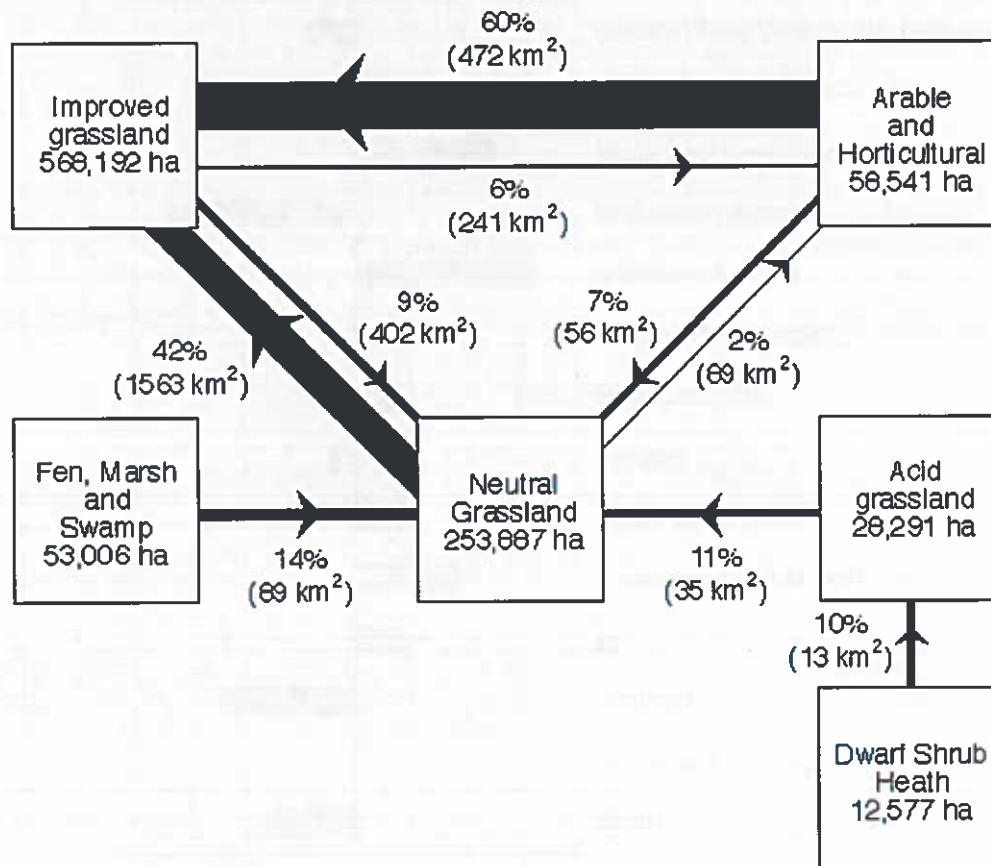 60%
(472 km²)
Improved
grassland
568,192 ha
Arable
and
Horticultural
58,541 ha
6%
(241 km²)
9%
(402 km²)
7%
(56 km²)
2%
(89 km²)
42%
(1563 km²)
Fen, Marsh
and
Swamp
53,006 ha
Neutral
Grassland
253,887 ha
Acid
grassland
28,291 ha
14%
(89 km²)
11%
(35 km²)
10%
(13 km²)
Dwarf Shrub
Heath
12,577 ha